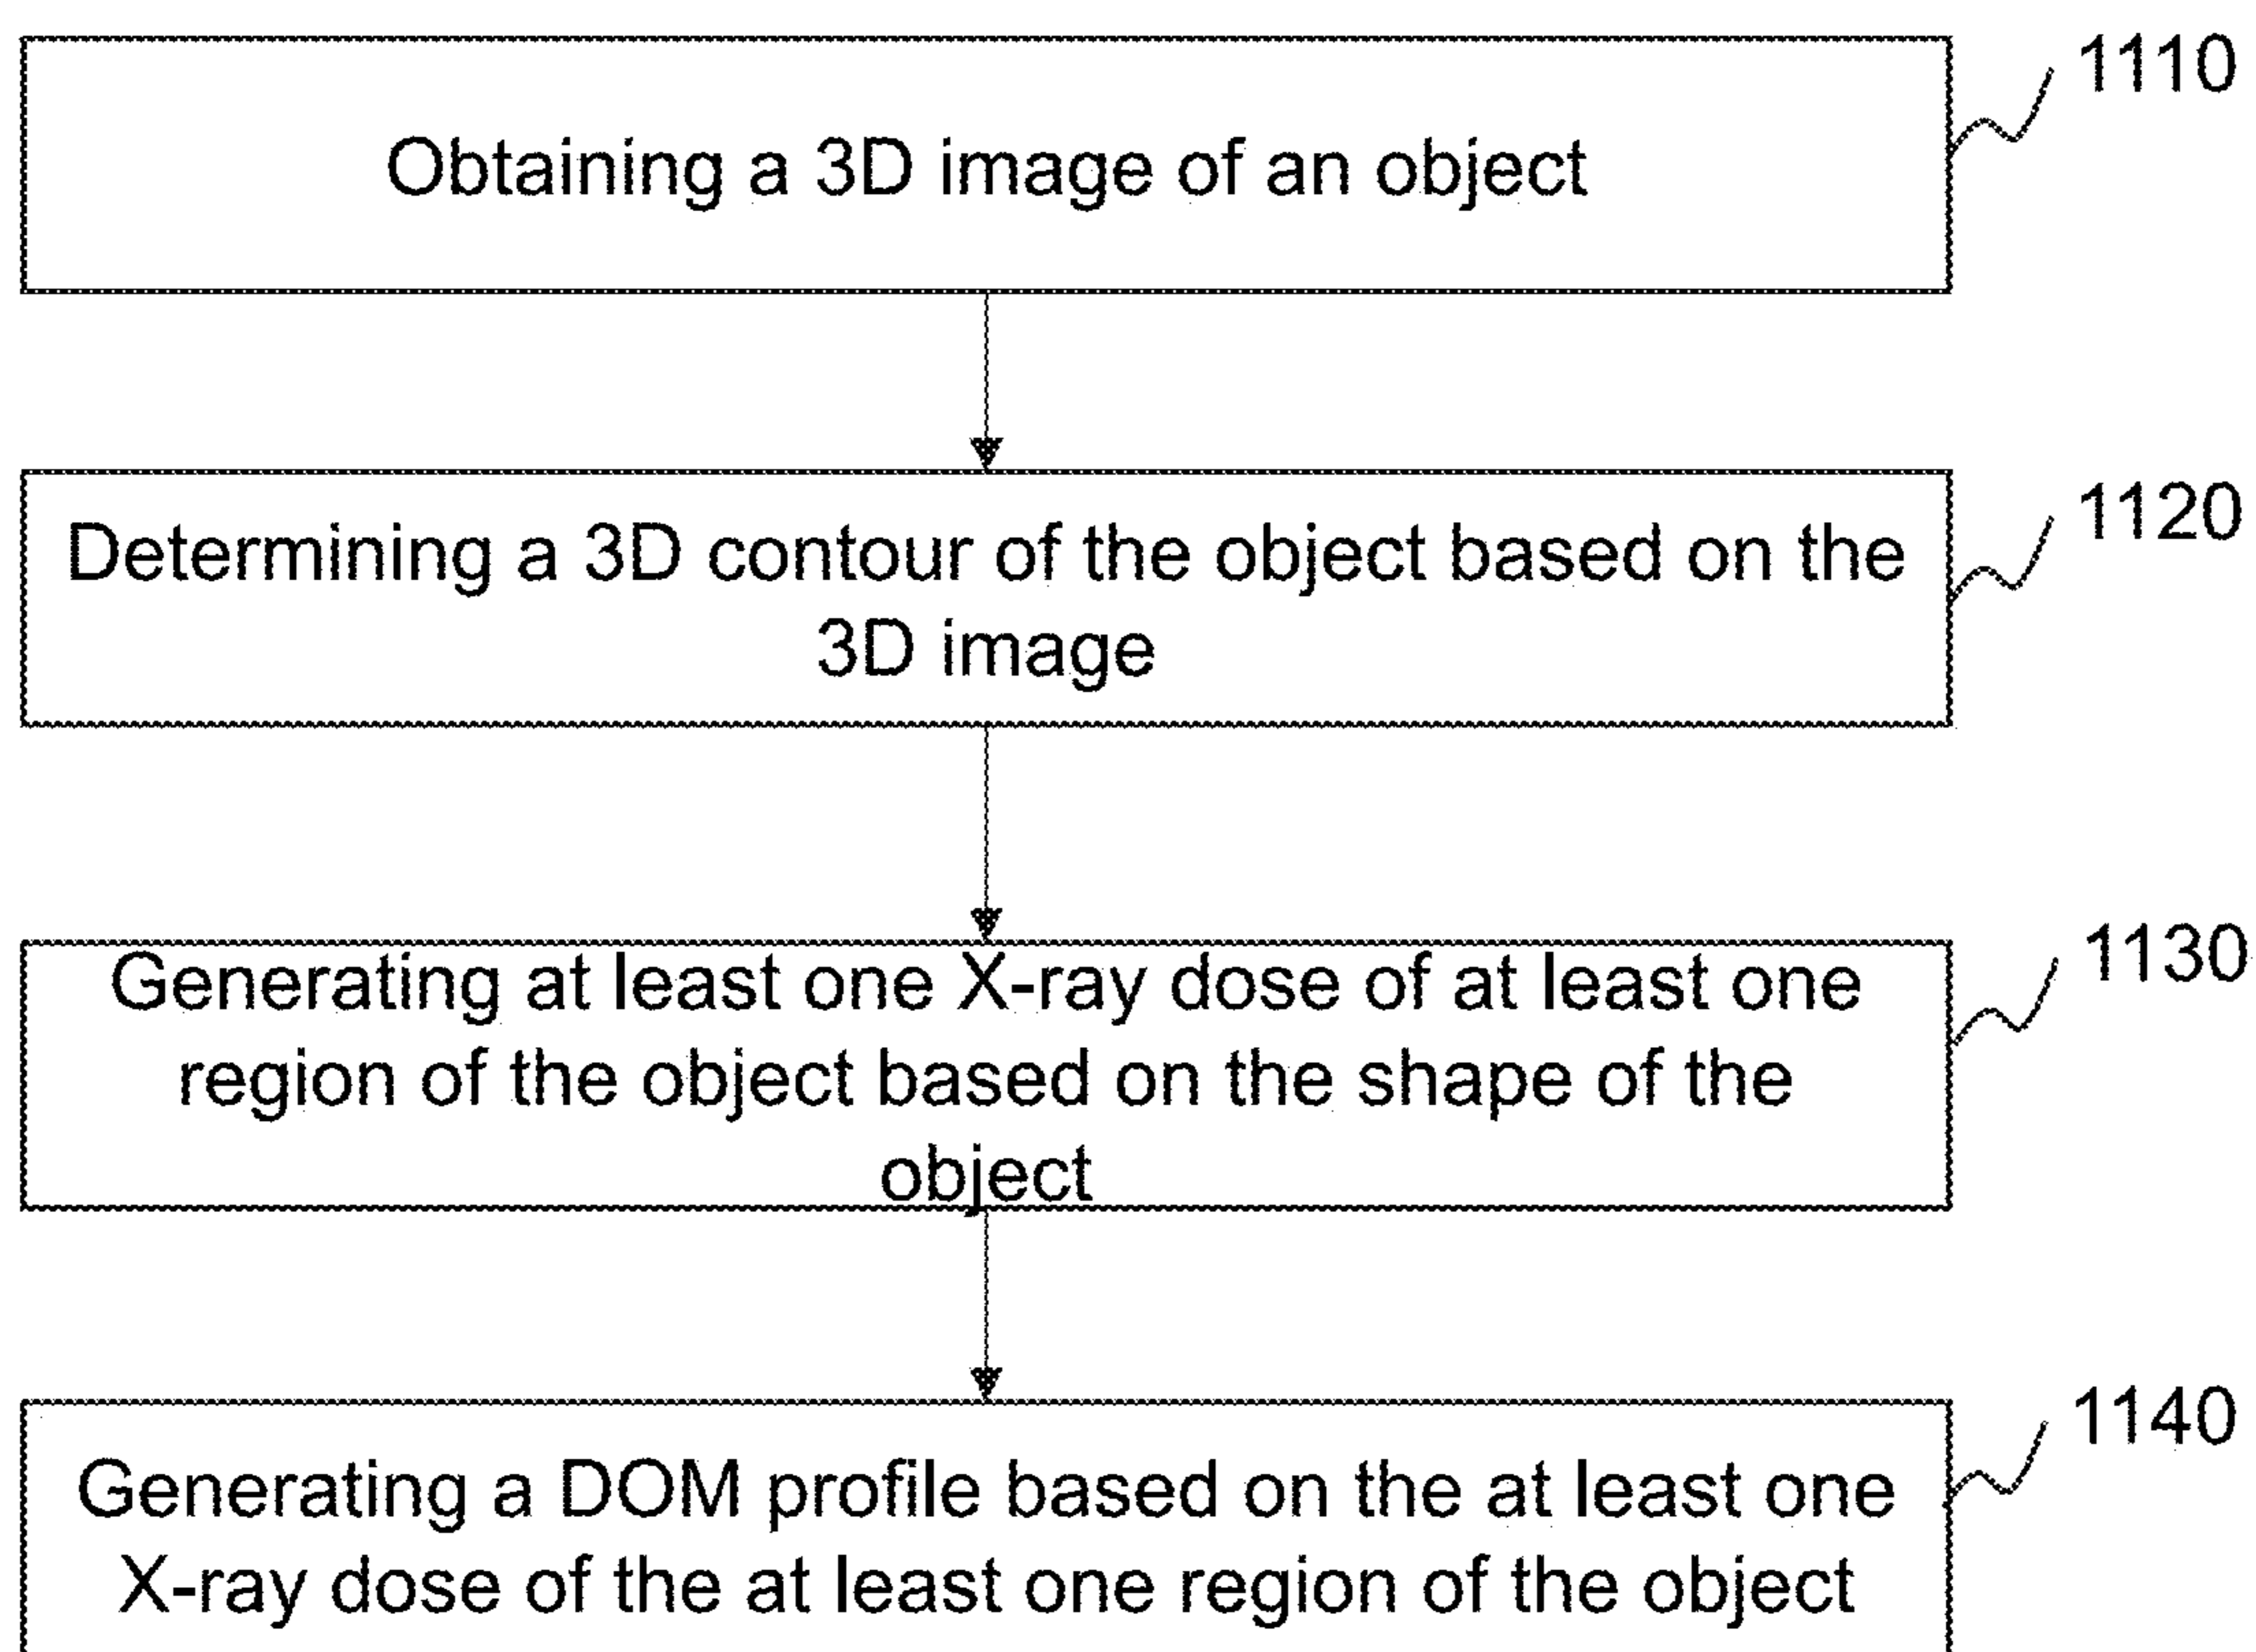 1110
Obtaining a 3D image of an object
1120
Determining a 3D contour of the object based on the
3D image
1130
Generating at least one X-ray dose of at least one
region of the object based on the shape of the
object
1140
Generating a DOM profile based on the at least one
X-ray dose of the at least one region of the object